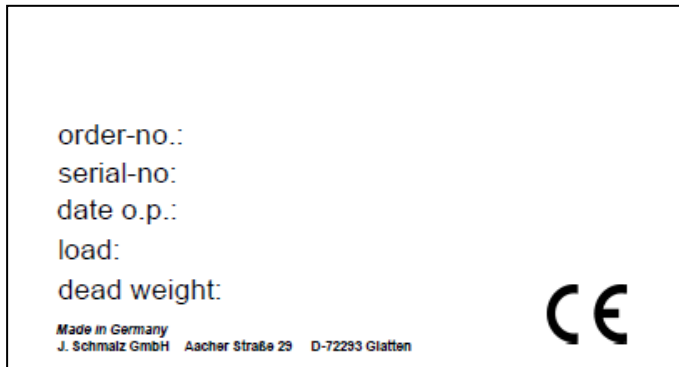 order-no.:
serial-no:
date o.p.:
load:
dead weight:
Made in Germany
J. Schmalz GmbH Aacher Straße 29 D-72293 Glatten
CE